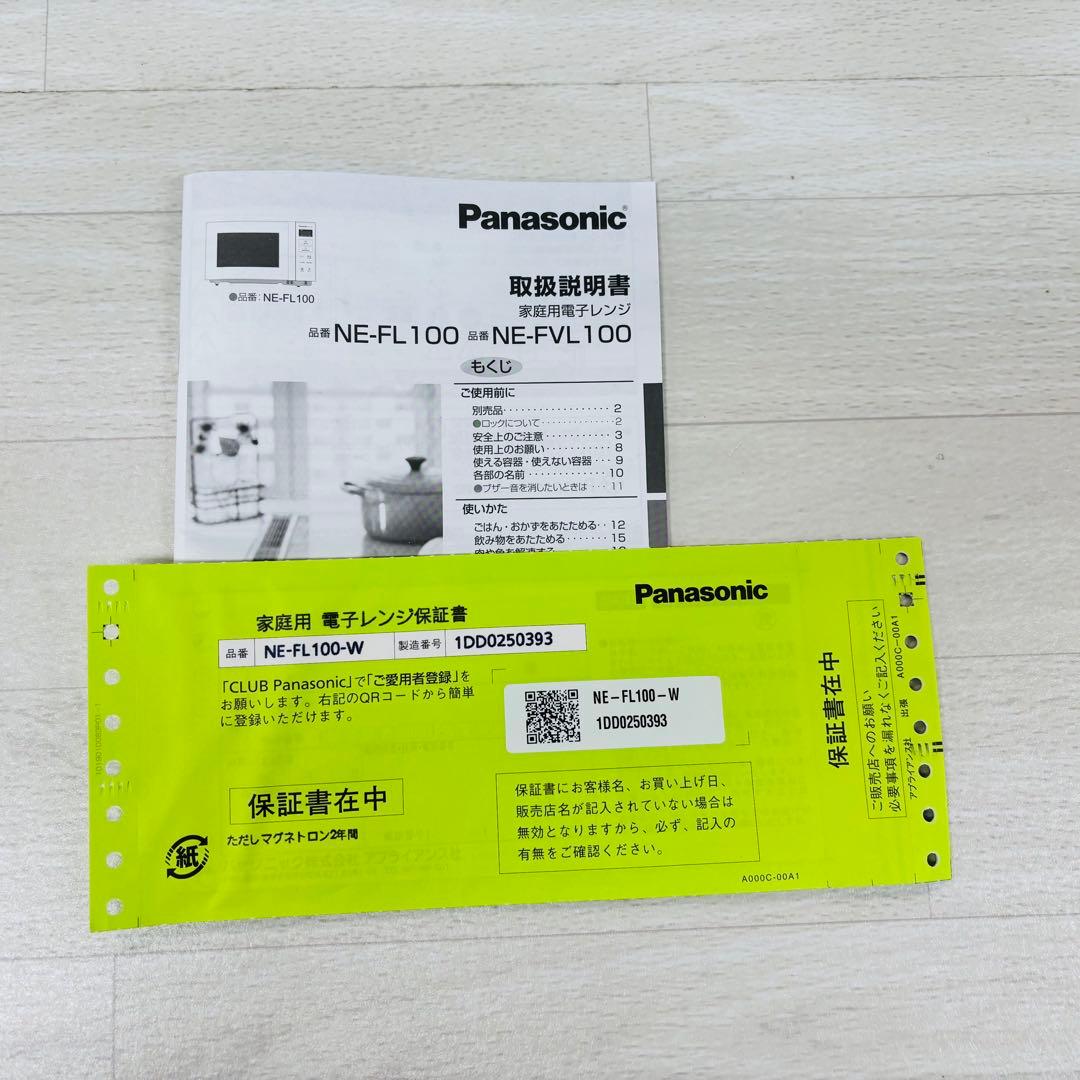 Panasonic
●品番: NE-FL100
取扱説明書
家庭用電子レンジ
品番 NE-FL100 品番 NE-FVL100
もくじ
ご使用前に
別売品・・・・・・・・・・・・・・・・・・ 2
●ロックについて・・・・・・・・・・・・・・2
安全上のご注意・・・・・・・・・・・ 3
使用上のお願い・・・・・・・・・・・ 8
使える容器・使えない容器・・・ 9
各部の名前・・・・・・・・・・・・・ 10
●ブザー音を消したいときは ・・・ 11
使いかた
ごはん・おかずをあたためる・・12
飲み物をあたためる・・・・・・・15
Panasonic
家庭用 電子レンジ保証書
品番 NE-FL100-W 製造番号 1DD0250393
「CLUB Panasonic」で「ご愛用者登録」を
お願いします。右記のQRコードから簡単
に登録いただけます。
NE-FL100-W
1DD0250393
保証書在中
ただしマグネトロン2年間
紙
保証書にお客様名、お買い上げ日、
販売店名が記入されていない場合は
無効となりますから、必ず、記入の
有無をご確認ください。
A000C-00A1
保証書在中
ご販売店へのお願い
必要事項を漏れなくご記入ください
アプライアンス社 出張 A000C-00A1